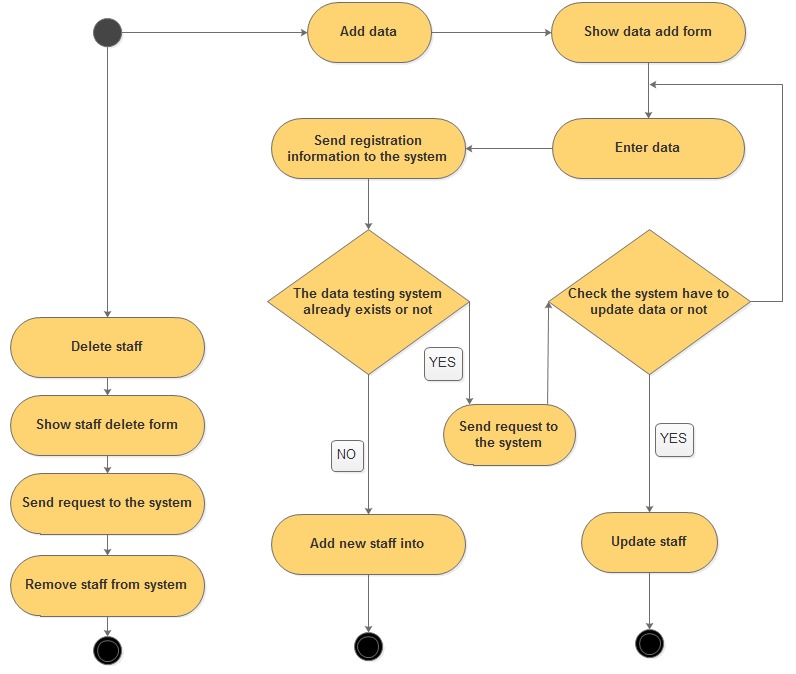 Add data
Show data add form
Send registration
information to the system
Enter data
The data testing system
already exists or not
Check the system have to
update data or not
Delete staff
YES
Show staff delete form
Send request to
the system
YES
NO
Send request to the system
Add new staff into
Update staff
Remove staff from system